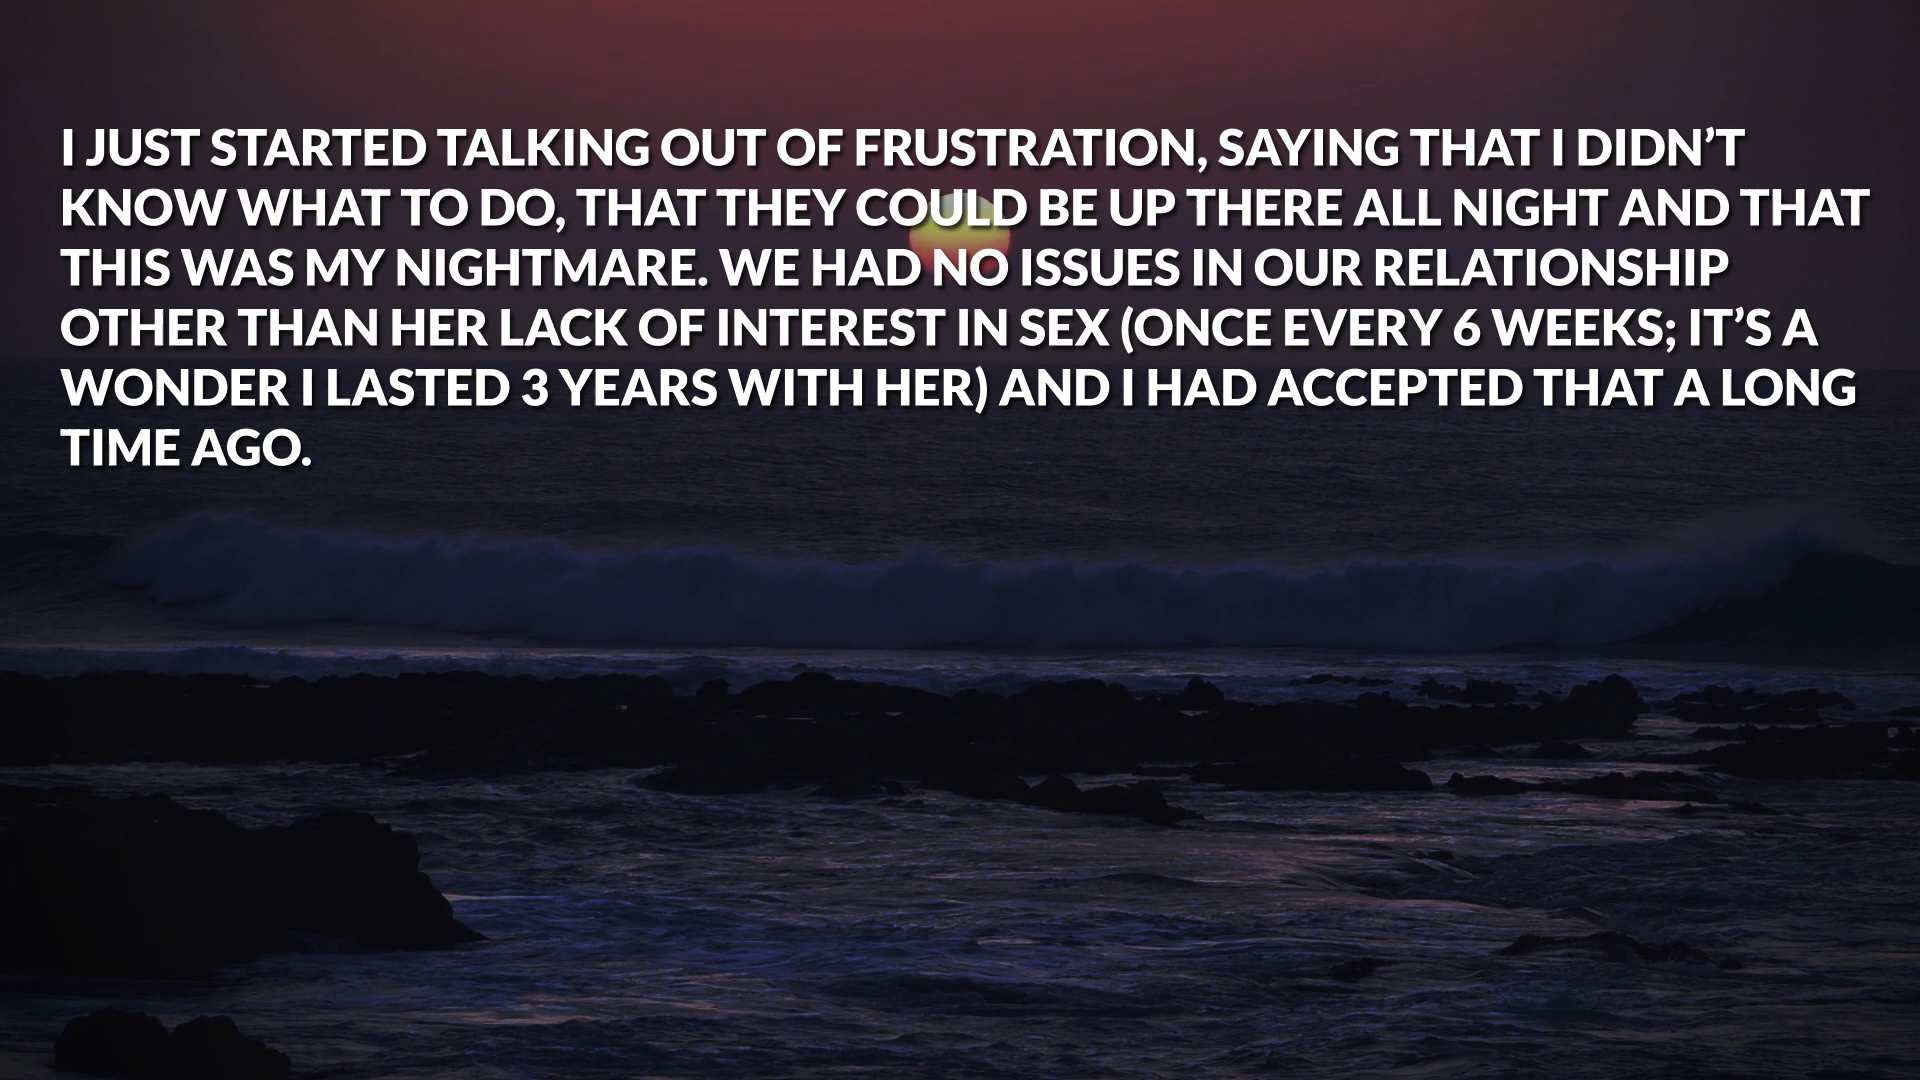 I JUST STARTED TALKING OUT OF FRUSTRATION, SAYING THAT I DIDN’T
KNOW WHAT TO DO, THAT THEY COULD BE UP THERE ALL NIGHT AND THAT
THIS WAS MY NIGHTMARE. WE HAD NO ISSUES IN OUR RELATIONSHIP
OTHER THAN HER LACK OF INTEREST IN SEX (ONCE EVERY 6 WEEKS; IT’S A
WONDER I LASTED 3 YEARS WITH HER) AND I HAD ACCEPTED THAT A LONG
TIME AGO.